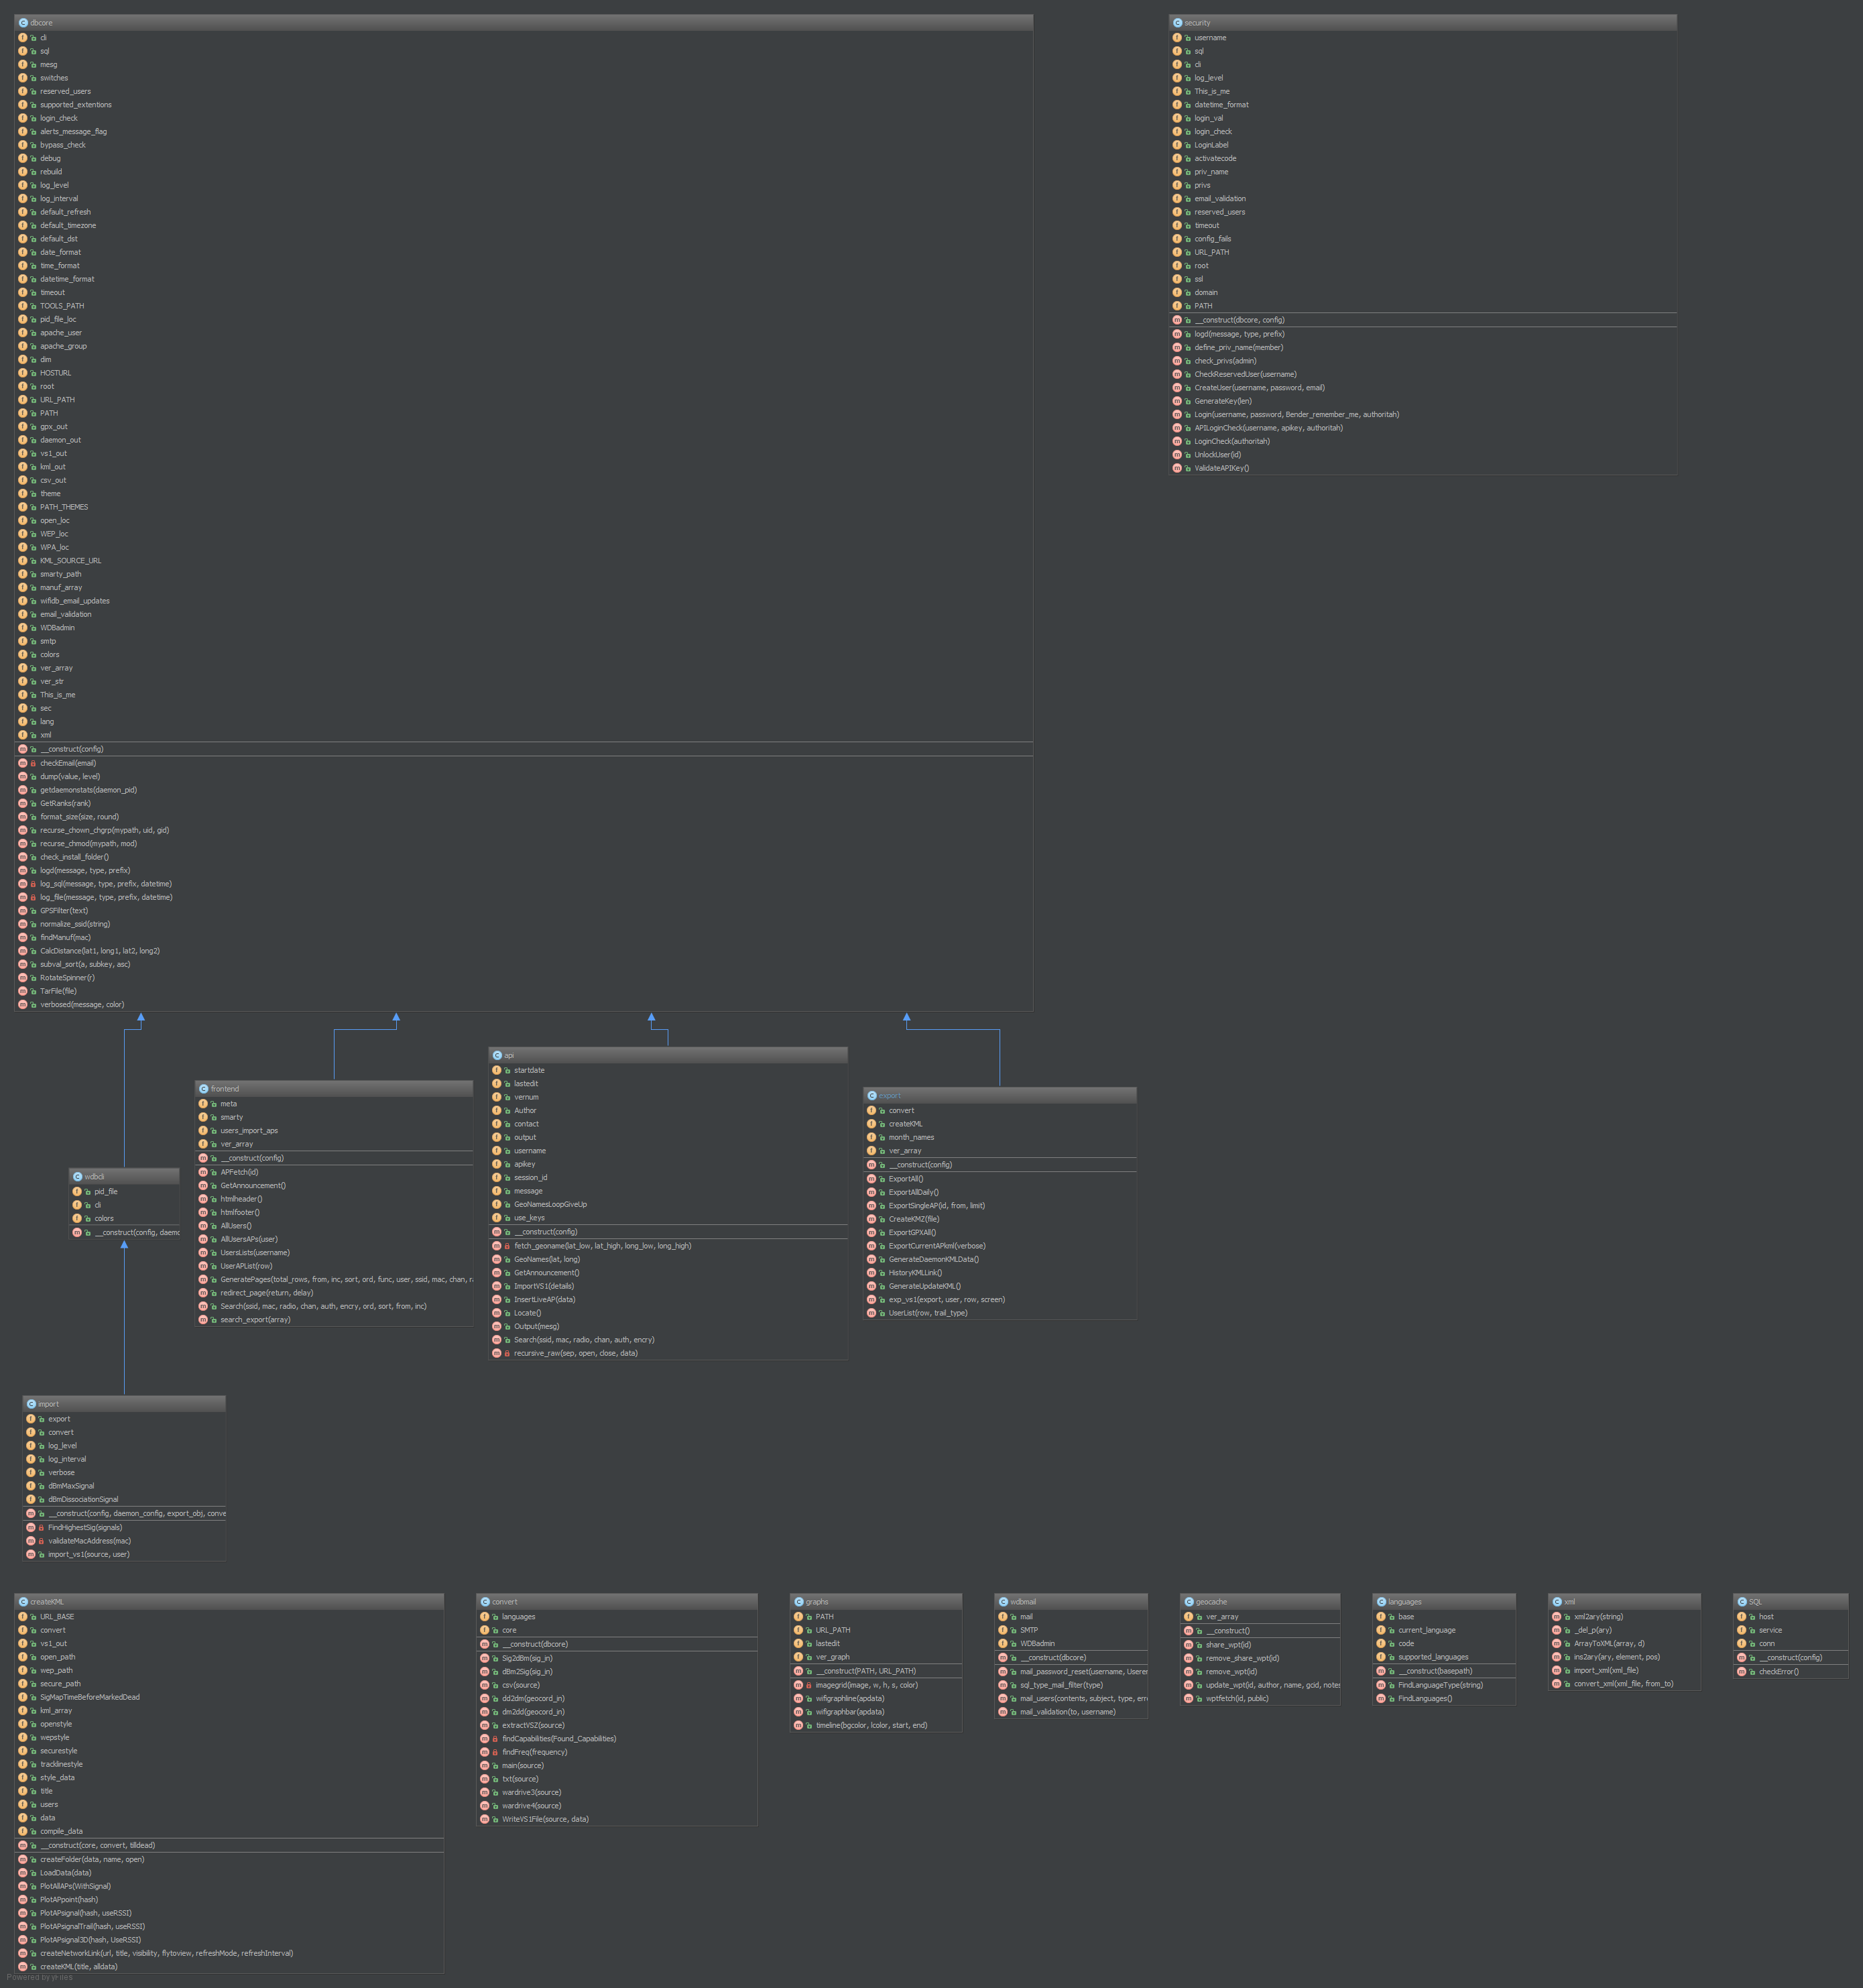 dbcore
cli
sql
mesg
switches
reserved_users
supported_extentions
login_check
alerts_message_flag
bypass_check
debug
rebuild
log_level
log_interval
default_refresh
default_timezone
default_dst
date_format
time_format
datetime_format
timeout
TOOLS_PATH
pid_file_loc
apache_user
apache_group
dim
HOSTURL
root
URL_PATH
PATH
gpx_out
daemon_out
vs1_out
kml_out
csv_out
theme
PATH_THEMES
open_loc
WEP_loc
WPA_loc
KML_SOURCE_URL
smarty_path
manuf_array
wifidb_email_updates
email_validation
WDBadmin
smtp
colors
ver_array
ver_str
This_is_me
sec
lang
xml
__construct(config)
checkEmail(email)
dump(value, level)
getdaemonstats(daemon_pid)
GetRanks(rank)
format_size(size, round)
recurse_chown_chgrp(mypath, uid, gid)
recurse_chmod(mypath, mod)
check_install_folder()
logd(message, type, prefix)
log_sql(message, type, prefix, datetime)
log_file(message, type, prefix, datetime)
GPSFilter(text)
normalize_ssid(string)
findManuf(mac)
CalcDistance(lat1, long1, lat2, long2)
subval_sort(a, subkey, asc)
RotateSpinner(r)
TarFile(file)
verbosed(message, color)
security
username
sql
cli
log_level
This_is_me
datetime_format
login_val
login_check
LoginLabel
activatecode
priv_name
privs
email_validation
reserved_users
timeout
config_fails
URL_PATH
root
ssl
domain
PATH
__construct(dbcore, config)
logd(message, type, prefix)
define_priv_name(member)
check_privs(admin)
CheckReservedUser(username)
CreateUser(username, password, email)
GenerateKey(len)
Login(username, password, Bender_remember_me, authoritah)
APILoginCheck(username, apikey, authoritah)
LoginCheck(authoritah)
UnlockUser(id)
ValidateAPIKey()
wdbcli
pid_file
cli
colors
__construct(config, daemc
frontend
meta
smarty
users_import_aps
ver_array
__construct(config)
APFetch(id)
GetAnnouncement()
htmlheader()
htmlfooter()
AllUsers()
AllUsersAPs(user)
UsersLists(username)
UserAPList(row)
GeneratePages(total_rows, from, inc, sort, ord, func, user, ssid, mac, chan, r
redirect_page(return, delay)
Search(ssid, mac, radio, chan, auth, encry, ord, sort, from, inc)
search_export(array)
api
startdate
lastedit
vernum
Author
contact
output
username
apikey
session_id
message
GeoNamesLoopGiveUp
use_keys
__construct(config)
fetch_geoname(lat_low, lat_high, long_low, long_high)
GeoNames(lat, long)
GetAnnouncement()
ImportVS1(details)
InsertLiveAP(data)
Locate()
Output(mesg)
Search(ssid, mac, radio, chan, auth, encry)
recursive_raw(sep, open, close, data)
export
convert
createKML
month_names
ver_array
__construct(config)
ExportAll()
ExportAllDaily()
ExportSingleAP(id, from, limit)
CreateKMZ(file)
ExportGPXAll()
ExportCurrentAPkml(verbose)
GenerateDaemonKMLData()
HistoryKMLLink()
GenerateUpdateKML()
exp_vs1(export, user, row, screen)
UserList(row, trail_type)
import
export
convert
log_level
log_interval
verbose
dBmMaxSignal
dBmDissociationSignal
__construct(config, daemon_config, export_obj, conve
FindHighestSig(signals)
validateMacAddress(mac)
import_vs1(source, user)
createKML
URL_BASE
convert
vs1_out
open_path
wep_path
secure_path
SigMapTimeBeforeMarkedDead
kml_array
openstyle
wepstyle
securestyle
tracklinestyle
style_data
title
users
data
compile_data
__construct(core, convert, tilldead)
createFolder(data, name, open)
LoadData(data)
PlotAllAPs(WithSignal)
PlotAPpoint(hash)
PlotAPsignal(hash, useRSSI)
PlotAPsignalTrail(hash, useRSSI)
PlotAPsignal3D(hash, UseRSSI)
createNetworkLink(url, title, visibility, flytoview, refreshMode, refreshInterval)
createKML(title, alldata)
convert
languages
core
__construct(dbcore)
Sig2dBm(sig_in)
dBm2Sig(sig_in)
csv(source)
dd2dm(geocord_in)
dm2dd(geocord_in)
extractVSZ(source)
findCapabilities(Found_Capabilities)
findFreq(frequency)
main(source)
txt(source)
wardrive3(source)
wardrive4(source)
WriteVS1File(source, data)
graphs
PATH
URL_PATH
lastedit
ver_graph
__construct(PATH, URL_PATH)
imagegrid(image, w, h, s, color)
wifigraphline(apdata)
wifigraphbar(apdata)
timeline(bgcolor, lcolor, start, end)
wdbmail
mail
SMTP
WDBadmin
__construct(dbcore)
mail_password_reset(username, Userer
sql_type_mail_filter(type)
mail_users(contents, subject, type, erro
mail_validation(to, username)
geocache
ver_array
__construct()
share_wpt(id)
remove_share_wpt(id)
remove_wpt(id)
update_wpt(id, author, name, gcid, notes
wptfetch(id, public)
languages
base
current_language
code
supported_languages
__construct(basepath)
FindLanguageType(string)
FindLanguages()
xml
xml2ary(string)
_del_p(ary)
ArrayToXML(array, d)
ins2ary(ary, element, pos)
import_xml(xml_file)
convert_xml(xml_file, from_to)
SQL
host
service
conn
__construct(config)
checkError()
Powered by yFiles